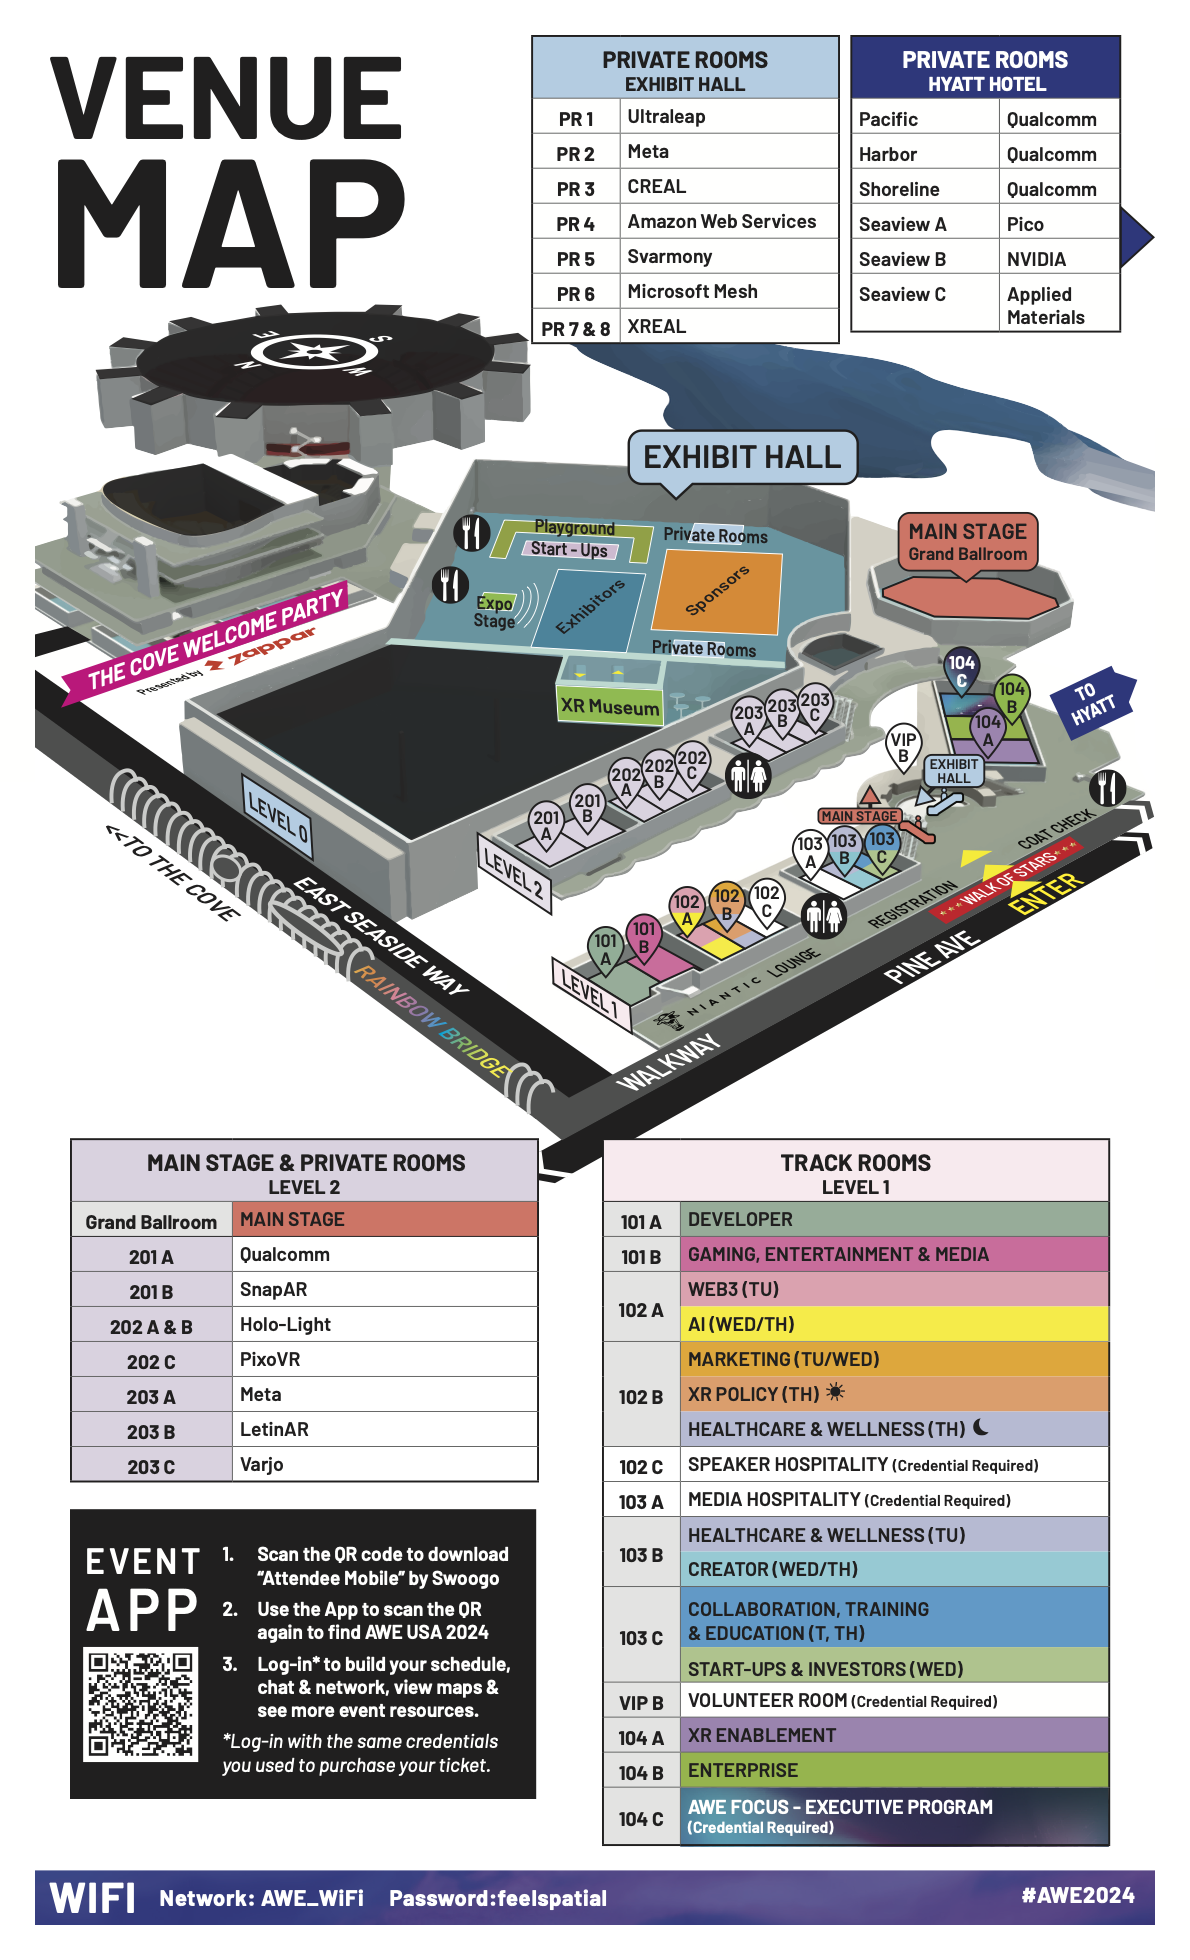 VENUE
MAP
PRIVATE ROOMS
EXHIBIT HALL
PR 1 Ultraleap
PR 2 Meta
PR 3 CREAL
PR 4 Amazon Web Services
PR 5 Svarmony
PR 6 Microsoft Mesh
PR 7 & 8 XREAL
PRIVATE ROOMS
HYATT HOTEL
Pacific Qualcomm
Harbor Qualcomm
Shoreline Qualcomm
Seaview A Pico
Seaview B NVIDIA
Seaview C Applied
Materials
E
S
N
W
EXHIBIT HALL
Playground
Start - Ups
Private Rooms
Expo
Stage
Exhibitors
Sponsors
Private Rooms
XR Museum
MAIN STAGE
Grand Ballroom
THE COVE WELCOME PARTY
Presented by zappar
104
C
104
B
104
A
TO
HYATT
203
A
203
B
203
C
VIP
B
EXHIBIT
HALL
202
A
202
B
202
C
201
A
201
B
MAIN STAGE
LEVEL 0
LEVEL 2
103
A
103
B
103
C
COAT CHECK
<<TO THE COVE
EAST SEASIDE WAY
RAINBOW BRIDGE
102
A
102
B
102
C
101
A
101
B
LEVEL 1
NIANTIC LOUNGE
REGISTRATION
★★★WALK OF STARS★★★
ENTER
PINE AVE
WALKWAY
MAIN STAGE & PRIVATE ROOMS
LEVEL 2
Grand Ballroom MAIN STAGE
201 A Qualcomm
201 B SnapAR
202 A & B Holo-Light
202 C PixoVR
203 A Meta
203 B LetinAR
203 C Varjo
TRACK ROOMS
LEVEL 1
101 A DEVELOPER
101 B GAMING, ENTERTAINMENT & MEDIA
102 A WEB3 (TU)
AI (WED/TH)
102 B MARKETING (TU/WED)
XR POLICY (TH)
HEALTHCARE & WELLNESS (TH)
102 C SPEAKER HOSPITALITY (Credential Required)
103 A MEDIA HOSPITALITY (Credential Required)
103 B HEALTHCARE & WELLNESS (TU)
CREATOR (WED/TH)
103 C COLLABORATION, TRAINING
& EDUCATION (T, TH)
START-UPS & INVESTORS (WED)
VIP B VOLUNTEER ROOM (Credential Required)
104 A XR ENABLEMENT
104 B ENTERPRISE
104 C AWE FOCUS - EXECUTIVE PROGRAM
(Credential Required)
EVENT
APP
1. Scan the QR code to download
“Attendee Mobile” by Swoogo
2. Use the App to scan the QR
again to find AWE USA 2024
3. Log-in* to build your schedule,
chat & network, view maps &
see more event resources.
*Log-in with the same credentials
you used to purchase your ticket.
WIFI Network: AWE_WiFi Password:feelspatial #AWE2024